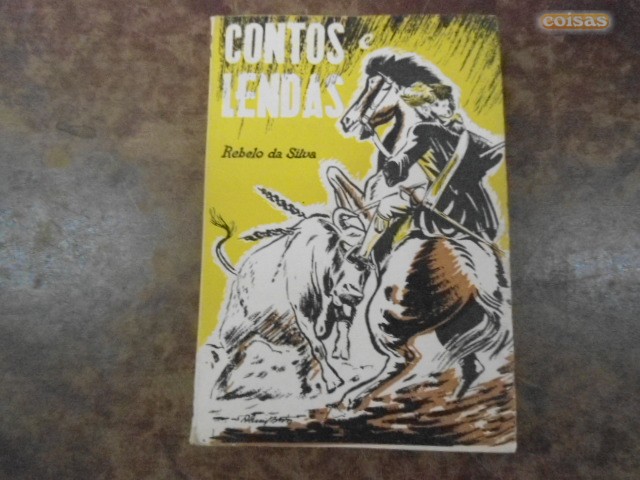 coisas
CONTOS e
LENDAS
Rebelo da Silva